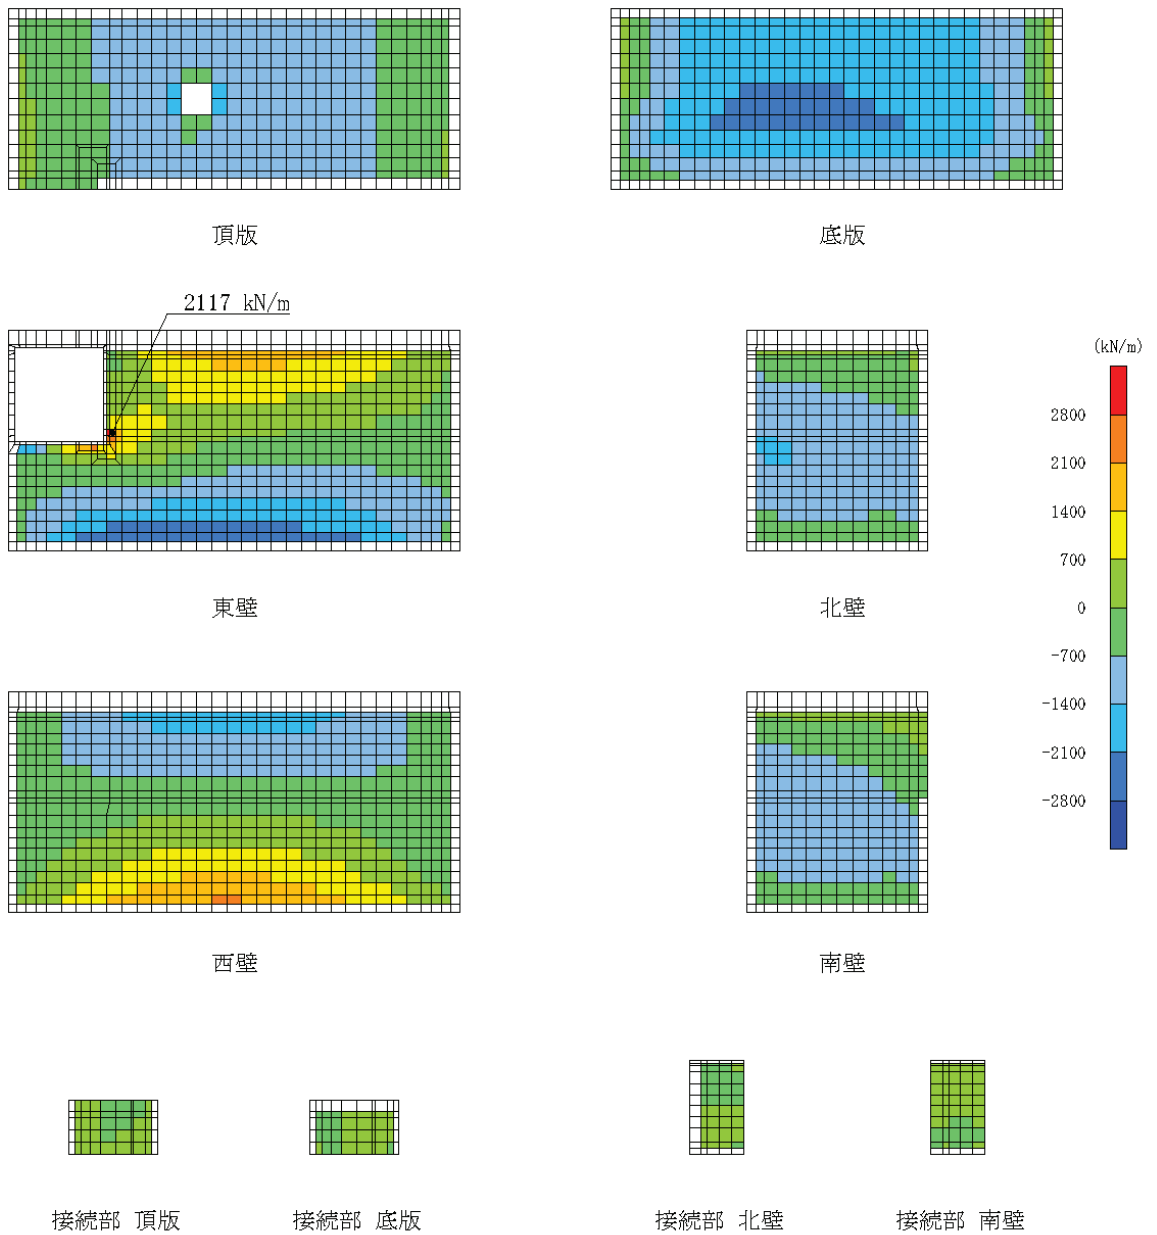 頂版
底版
2117 kN/m
東壁
北壁
(kN/m)
2800
2100
1400
700
0
-700
-1400
-2100
-2800
西壁
南壁
接続部 頂版
接続部 底版
接続部 北壁
接続部 南壁